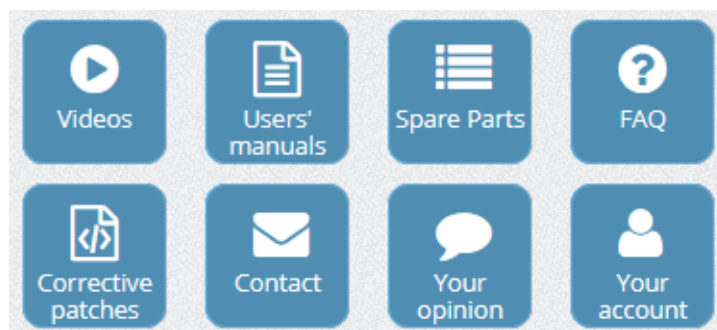 Videos
Users'
manuals
Spare Parts
FAQ
Corrective
patches
Contact
Your
opinion
Your
account